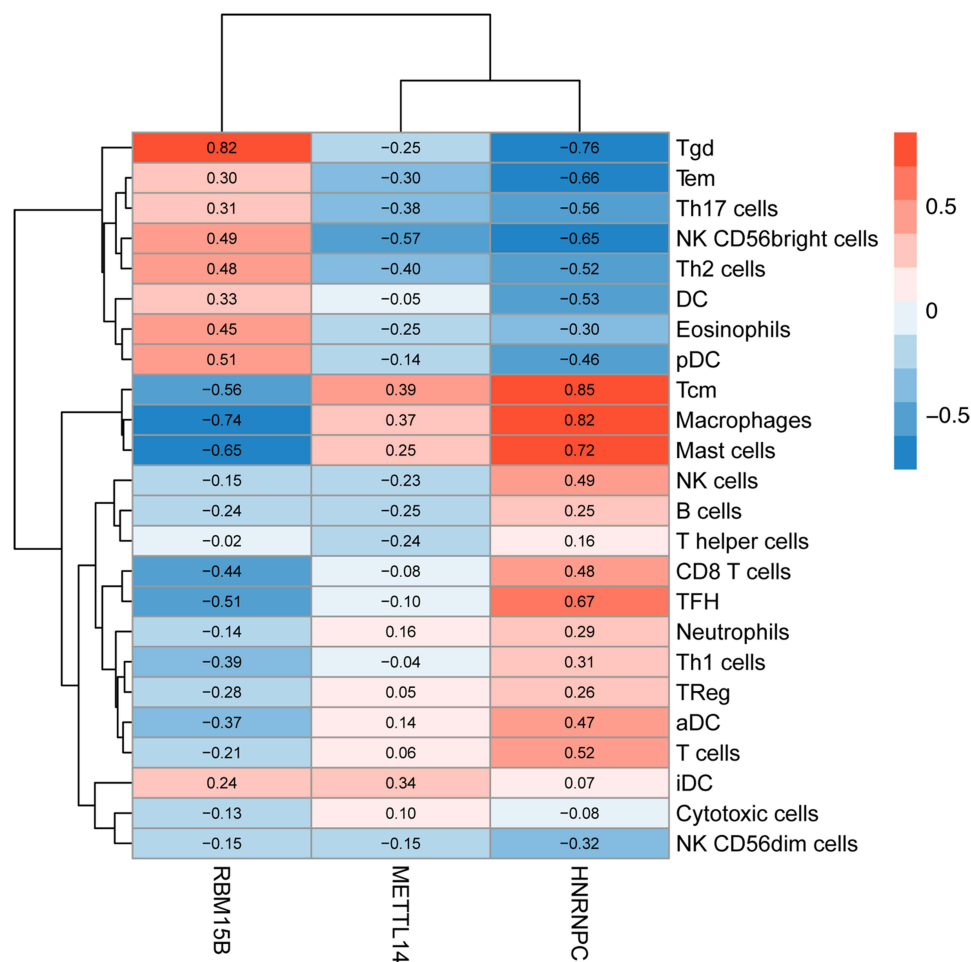 0.82 −0.25 −0.76 Tgd
0.30 −0.30 −0.66 Tem
0.31 −0.38 −0.56 Th17 cells
0.49 −0.57 −0.65 NK CD56bright cells
0.48 −0.40 −0.52 Th2 cells
0.33 −0.05 −0.53 DC
0.45 −0.25 −0.30 Eosinophils
0.51 −0.14 −0.46 pDC
−0.56 0.39 0.85 Tcm
−0.74 0.37 0.82 Macrophages
−0.65 0.25 0.72 Mast cells
−0.15 −0.23 0.49 NK cells
−0.24 −0.25 0.25 B cells
−0.02 −0.24 0.16 T helper cells
−0.44 −0.08 0.48 CD8 T cells
−0.51 −0.10 0.67 TFH
−0.14 0.16 0.29 Neutrophils
−0.39 −0.04 0.31 Th1 cells
−0.28 0.05 0.26 TReg
−0.37 0.14 0.47 aDC
−0.21 0.06 0.52 T cells
0.24 0.34 0.07 iDC
−0.13 0.10 −0.08 Cytotoxic cells
−0.15 −0.15 −0.32 NK CD56dim cells
RBM15B
METTL14
HNRNPC
0.5
0
−0.5